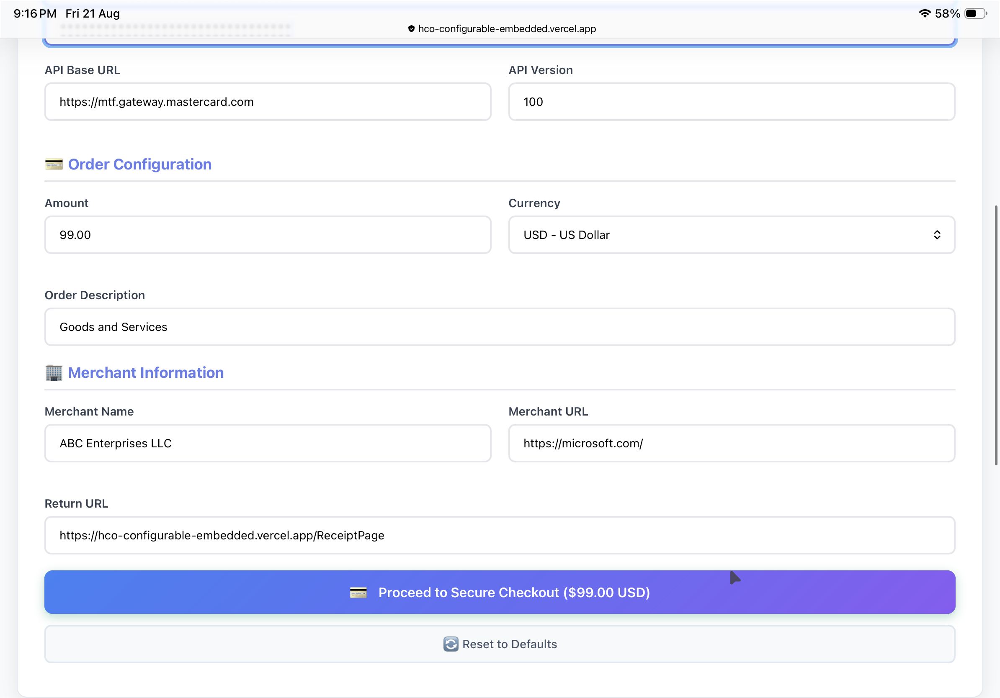 9:16 PM Fri 21 Aug
58%
hco-configurable-embedded.vercel.app
API Base URL
API Version
https://mtf.gateway.mastercard.com
100
💳 Order Configuration
Amount
Currency
99.00
USD - US Dollar
Order Description
Goods and Services
🏢 Merchant Information
Merchant Name
Merchant URL
ABC Enterprises LLC
https://microsoft.com/
Return URL
https://hco-configurable-embedded.vercel.app/ReceiptPage
💳 Proceed to Secure Checkout ($99.00 USD)
🔄 Reset to Defaults